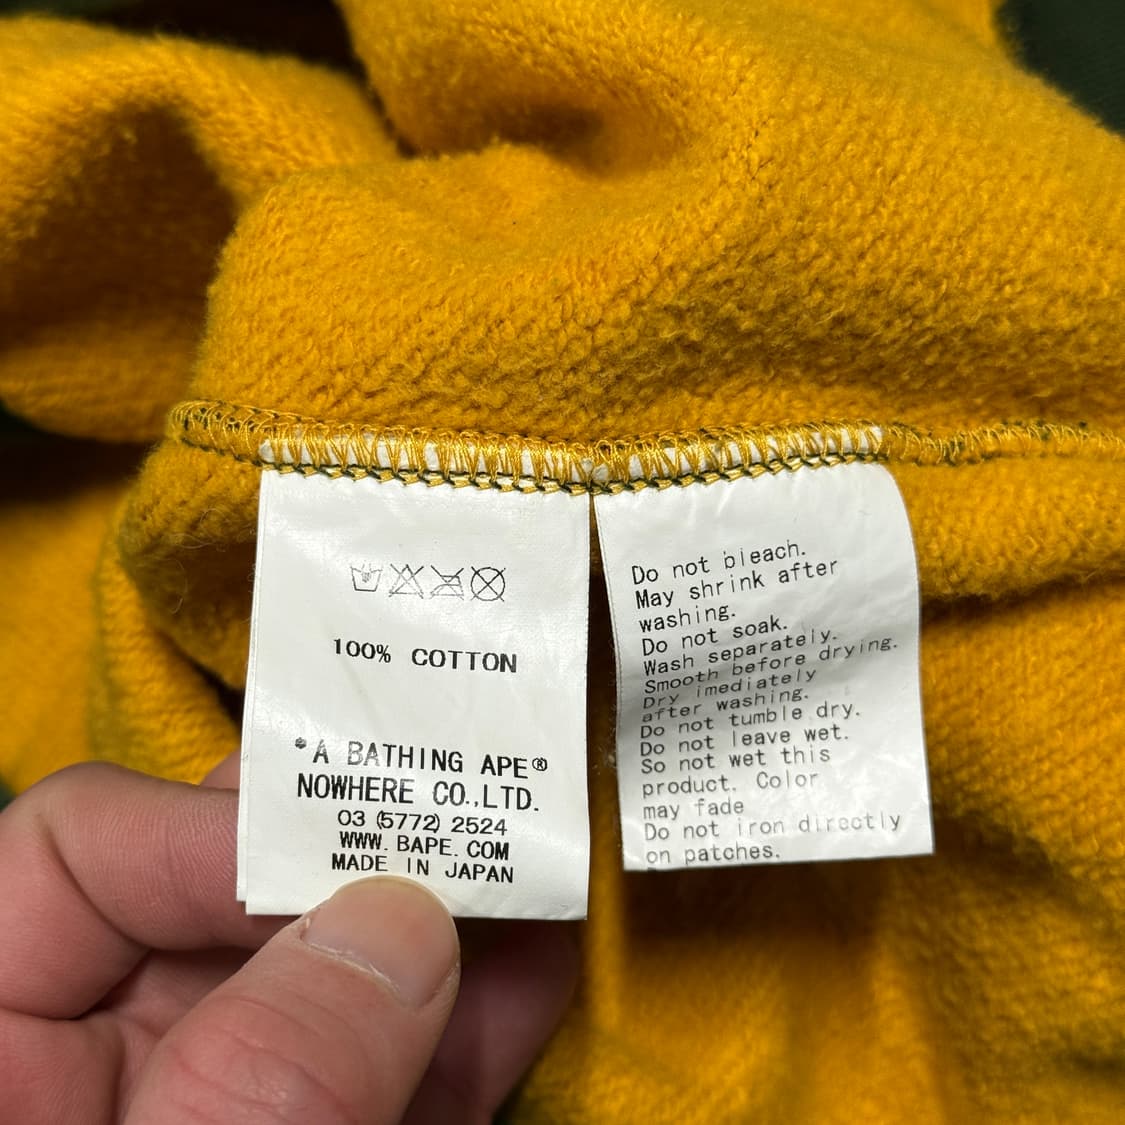 100% COTTON
A BATHING APE®
NOWHERE CO.,LTD.
03 (5772) 2524
WWW. BAPE. COM
MADE IN JAPAN
Do not bleach.
May shrink after
washing.
Do not soak.
Wash separately.
Smooth before drying.
Dry imediately
after washing.
Do not tumble dry.
Do not leave wet.
So not wet this
product. Color
may fade
Do not iron directly
on patches.